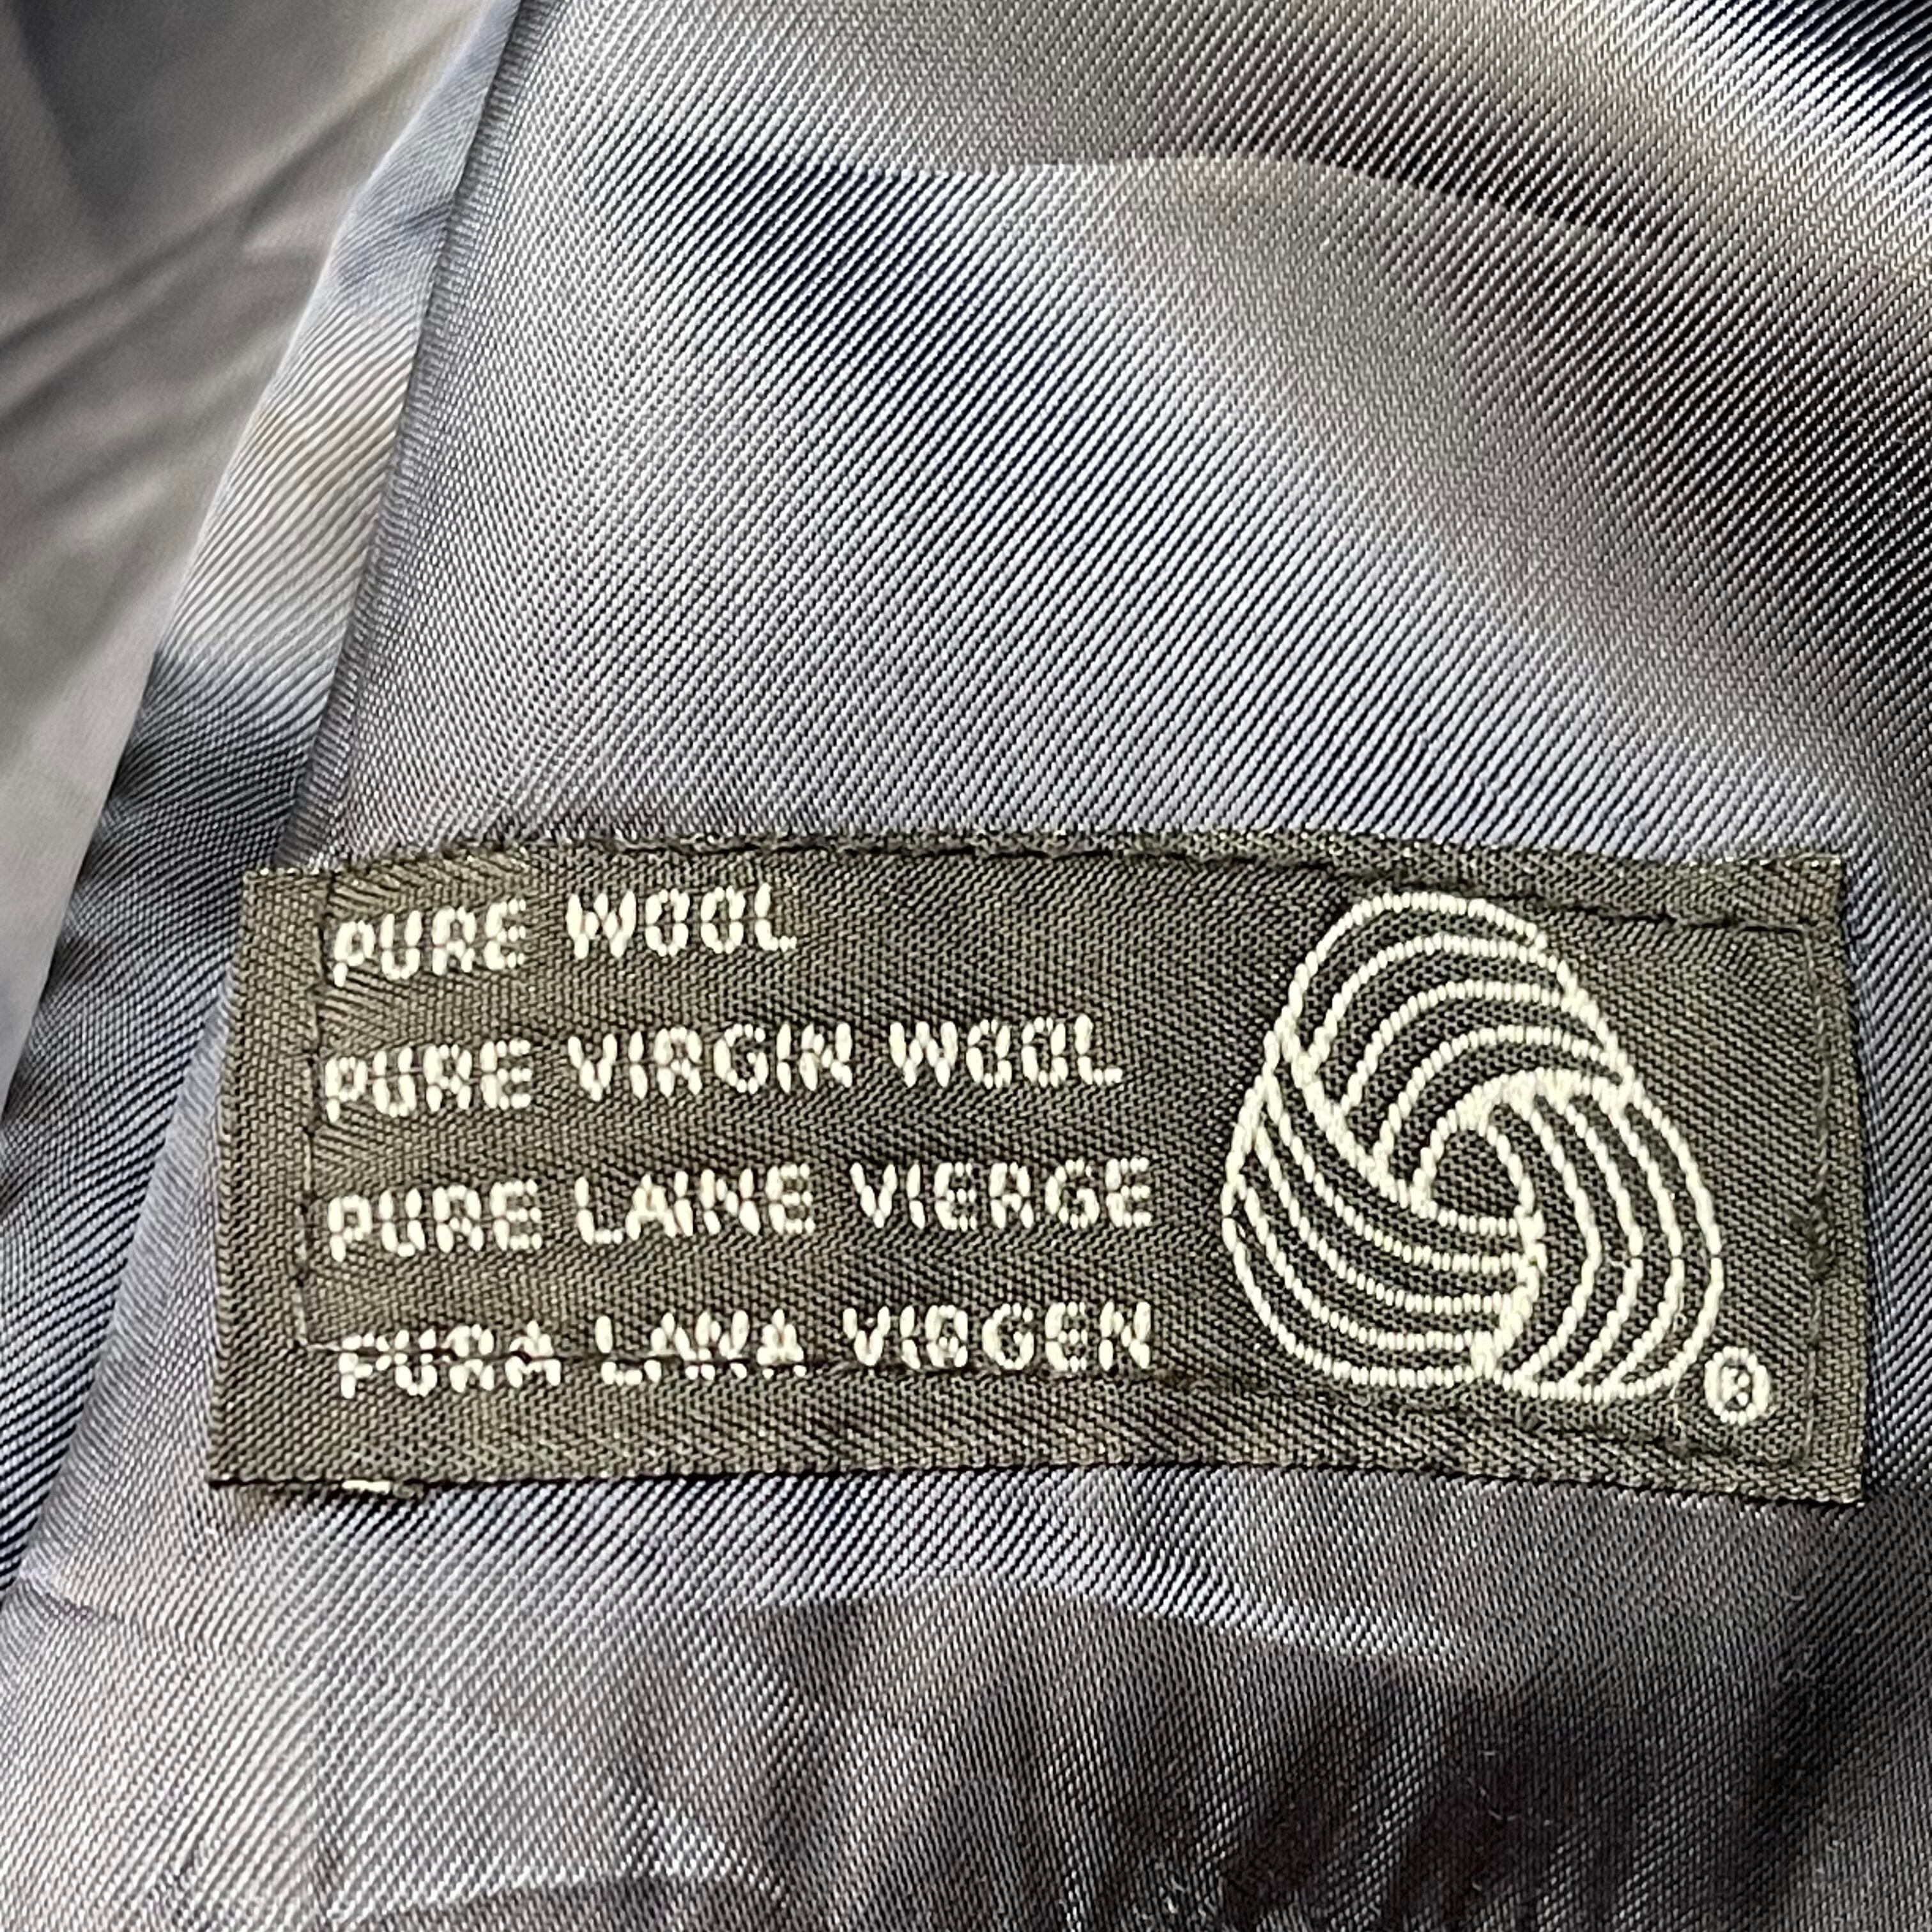 PURE WOOL
PURE VIRGIN WOOL
PURE LAINE VIERGE
PURA LANA VIRGEN
®